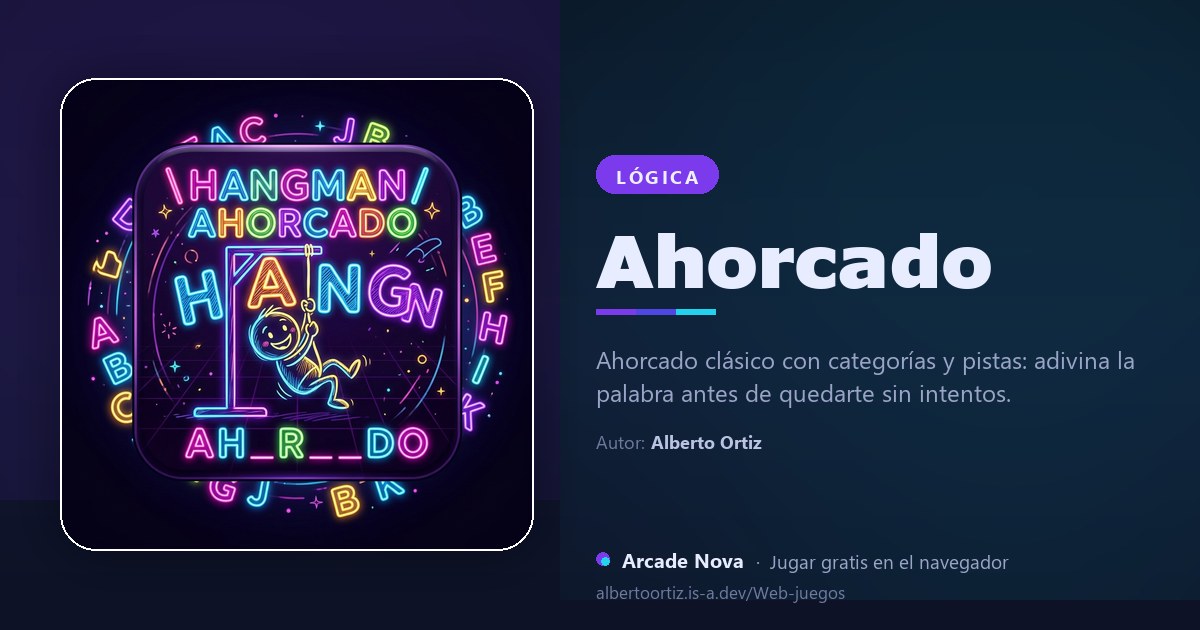 A C J B
D
B
E
F
H
I
K
A
B
C
G J B K
\HANGMAN/
AHORCADO
HANGN
AH_R__DO
LÓGICA
Ahorcado
Ahorcado clásico con categorías y pistas: adivina la
palabra antes de quedarte sin intentos.
Autor: Alberto Ortiz
Arcade Nova · Jugar gratis en el navegador
albertoortiz.is-a.dev/Web-juegos